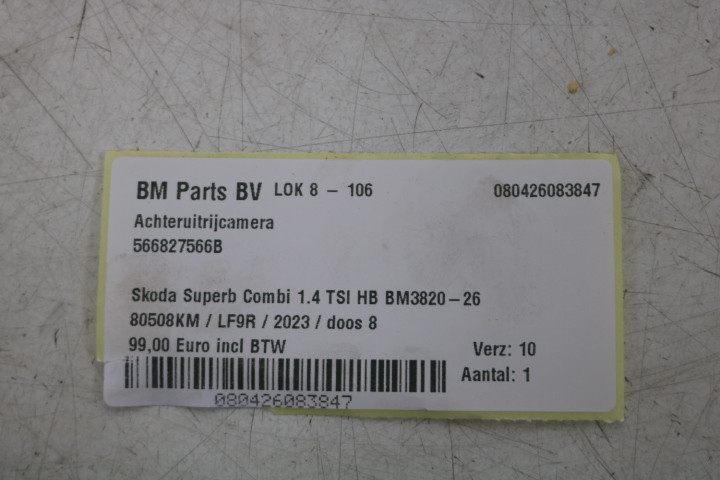 BM Parts BV LOK 8 – 106 080426083847
Achteruitrijcamera
566827566B
Skoda Superb Combi 1.4 TSI HB BM3820–26
80508KM / LF9R / 2023 / doos 8
99,00 Euro incl BTW Verz: 10
Aantal: 1
080426083847